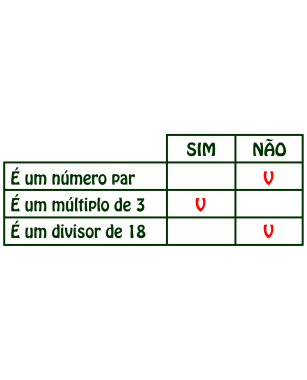 SIM NÃO
É um número par V
É um múltiplo de 3 V
É um divisor de 18 V